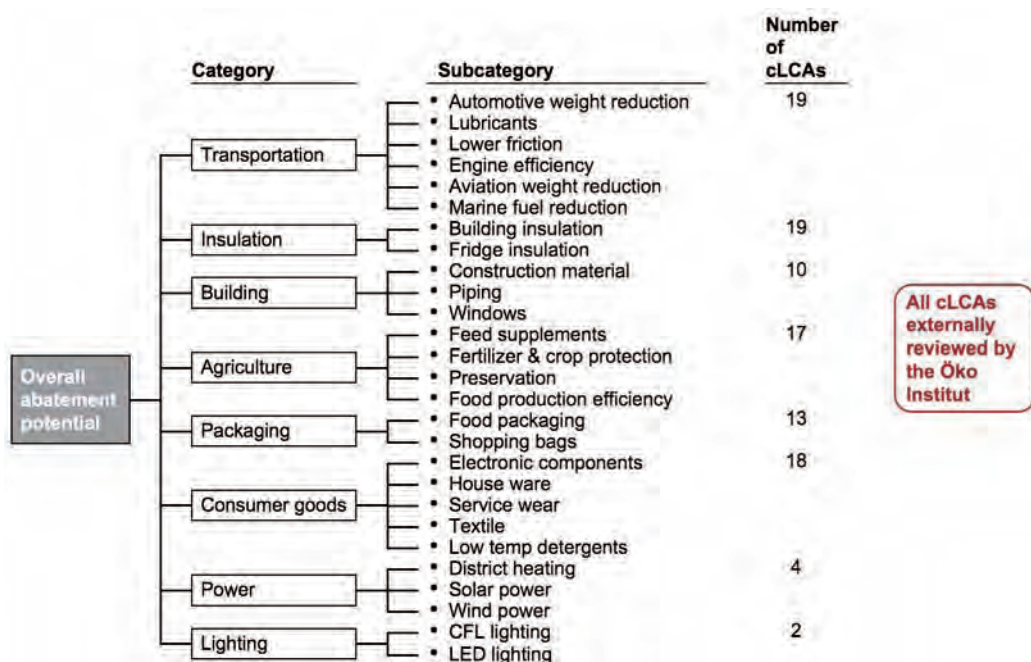 Number
of
cLCAs
Category
Subcategory
Overall
abatement
potential
Transportation
• Automotive weight reduction
19
• Lubricants
• Lower friction
• Engine efficiency
• Aviation weight reduction
• Marine fuel reduction
Insulation
• Building insulation
19
• Fridge insulation
Building
• Construction material
10
• Piping
• Windows
Agriculture
• Feed supplements
17
• Fertilizer & crop protection
• Preservation
• Food production efficiency
Packaging
• Food packaging
13
• Shopping bags
Consumer goods
• Electronic components
18
• House ware
• Service wear
• Textile
• Low temp detergents
Power
• District heating
4
• Solar power
• Wind power
Lighting
• CFL lighting
2
• LED lighting
All cLCAs
externally
reviewed by
the Öko
Institut